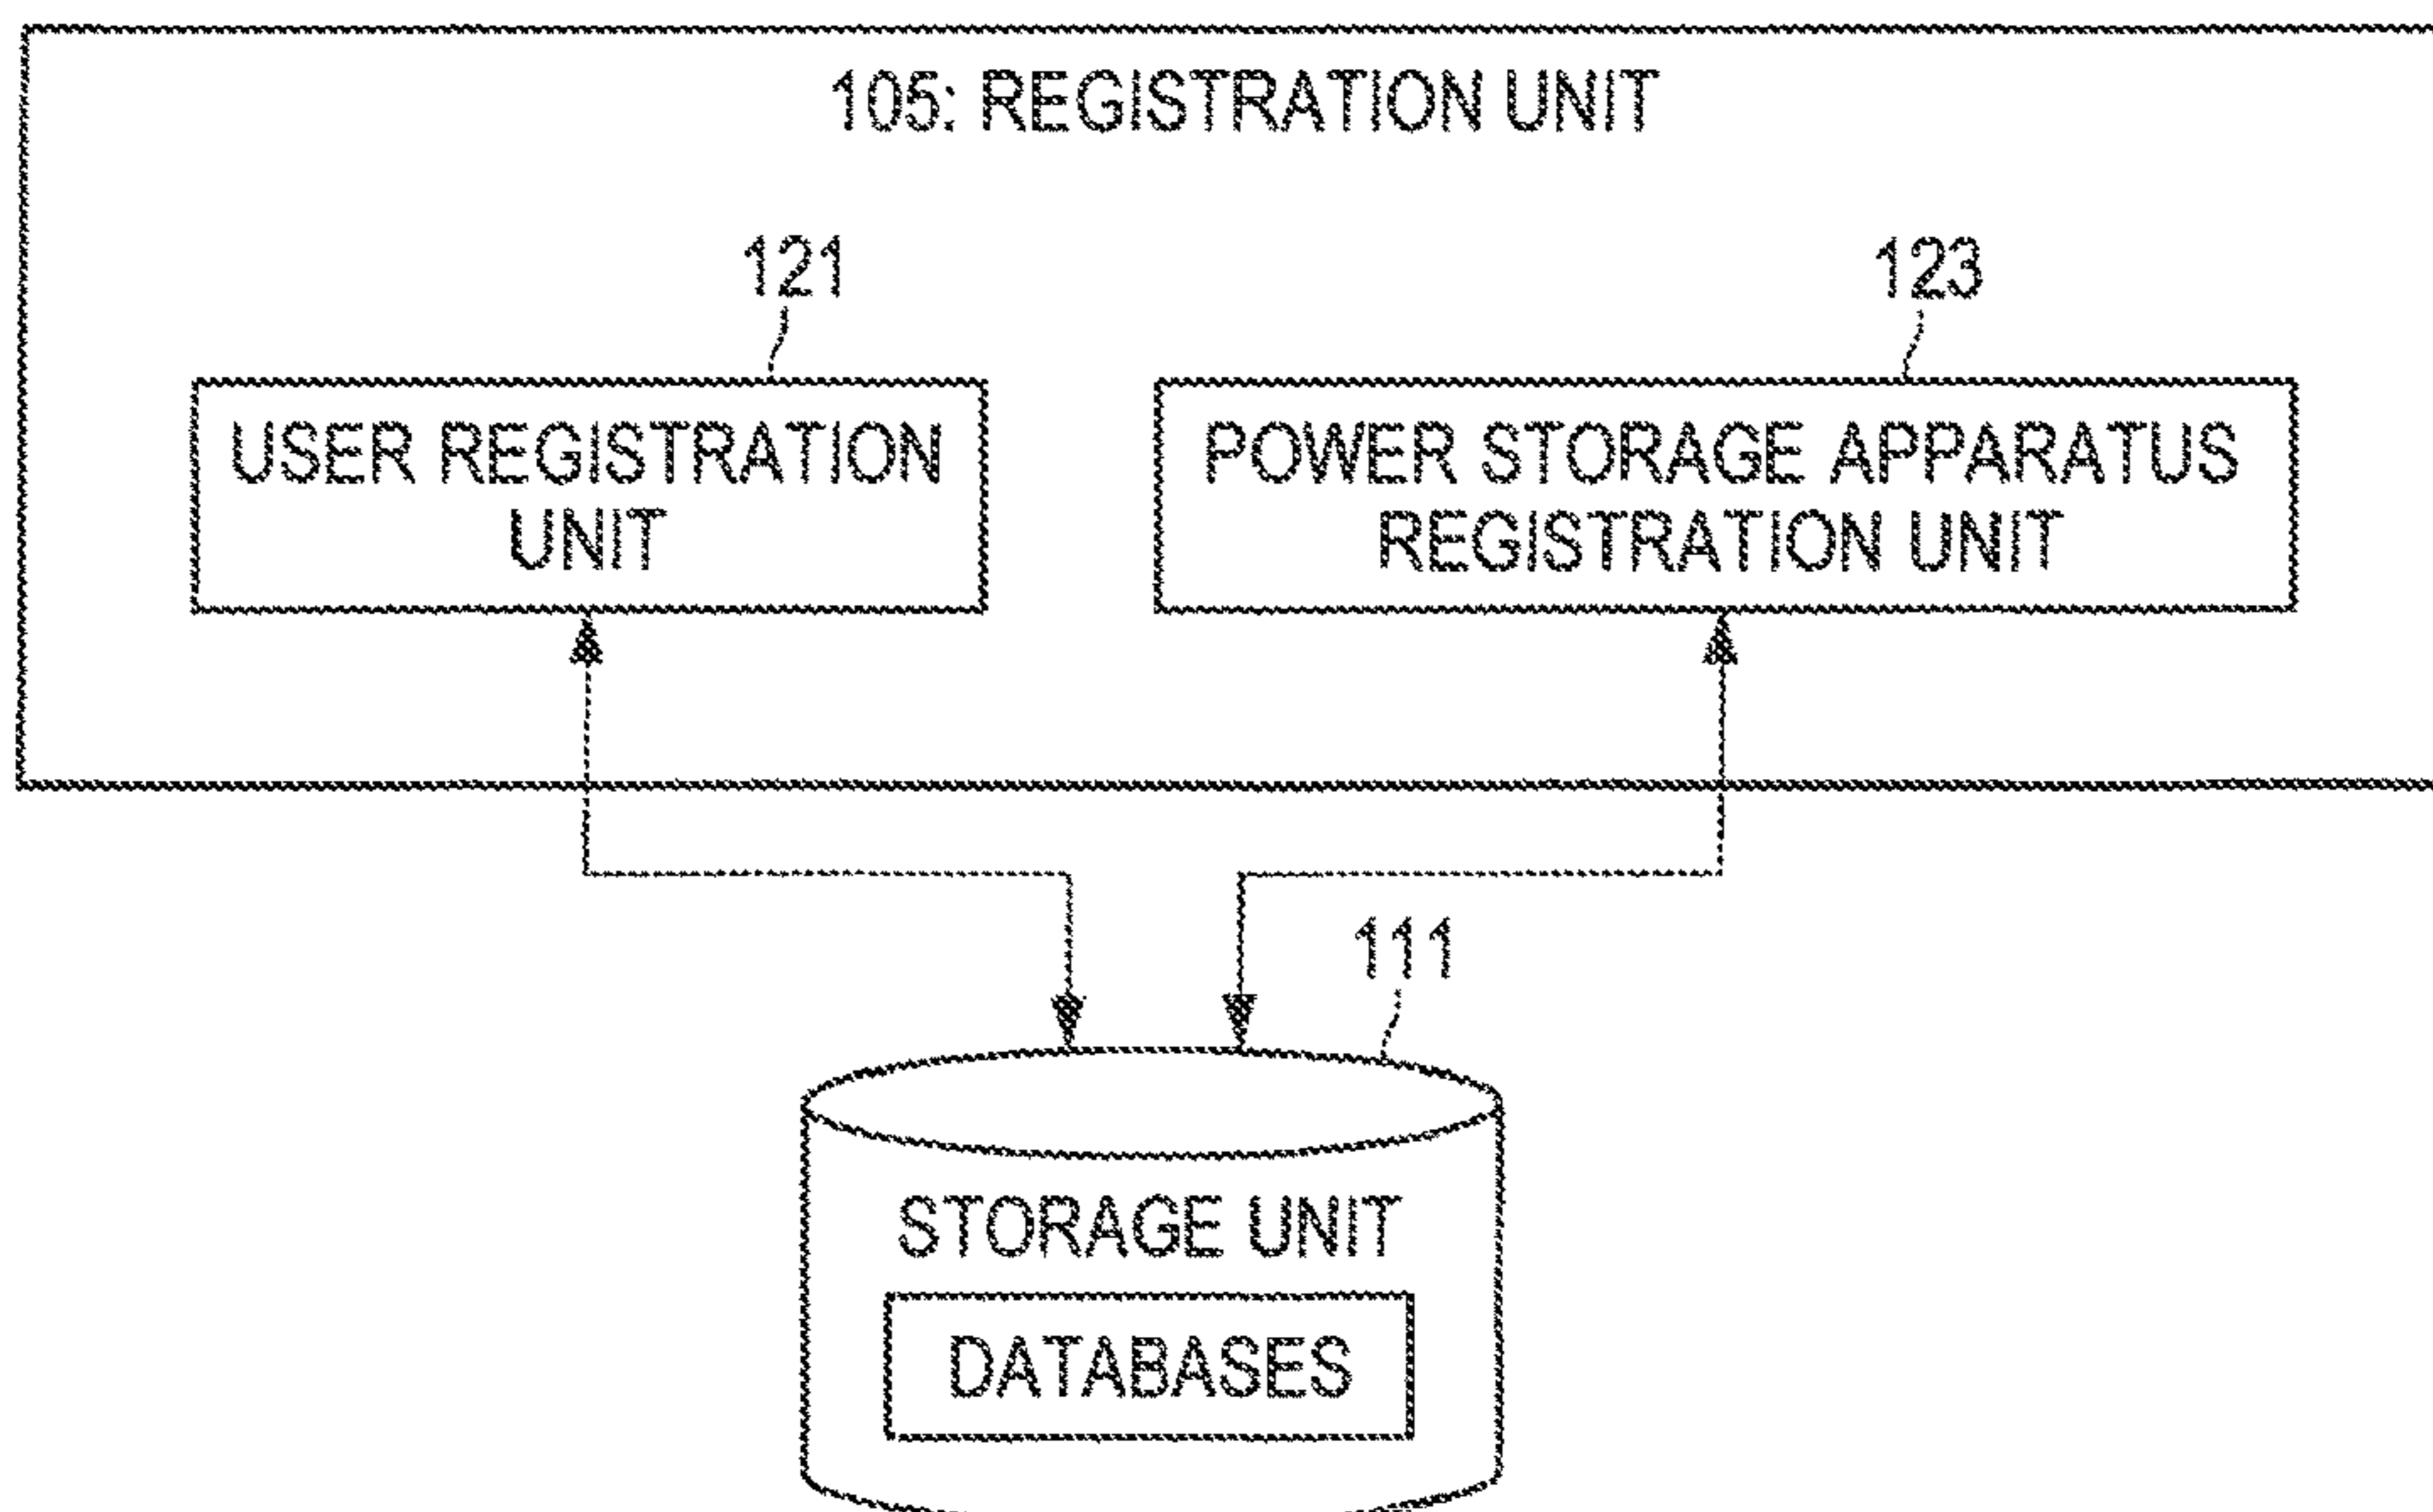 105: REGISTRATION UNIT
121
123
USER REGISTRATION
UNIT
POWER STORAGE APPARATUS
REGISTRATION UNIT
111
STORAGE UNIT
DATABASES